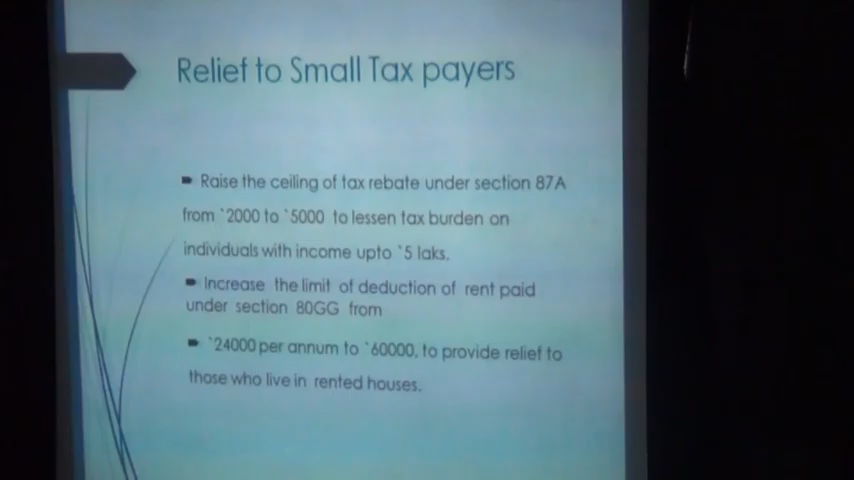 Relief to Small Tax payers
Raise the ceiling of tax rebate under section 87A
from `2000 to `5000 to lessen tax burden on
individuals with income upto `5 laks.
Increase the limit of deduction of rent paid
under section 80GG from
`24000 per annum to `60000, to provide relief to
those who live in rented houses.